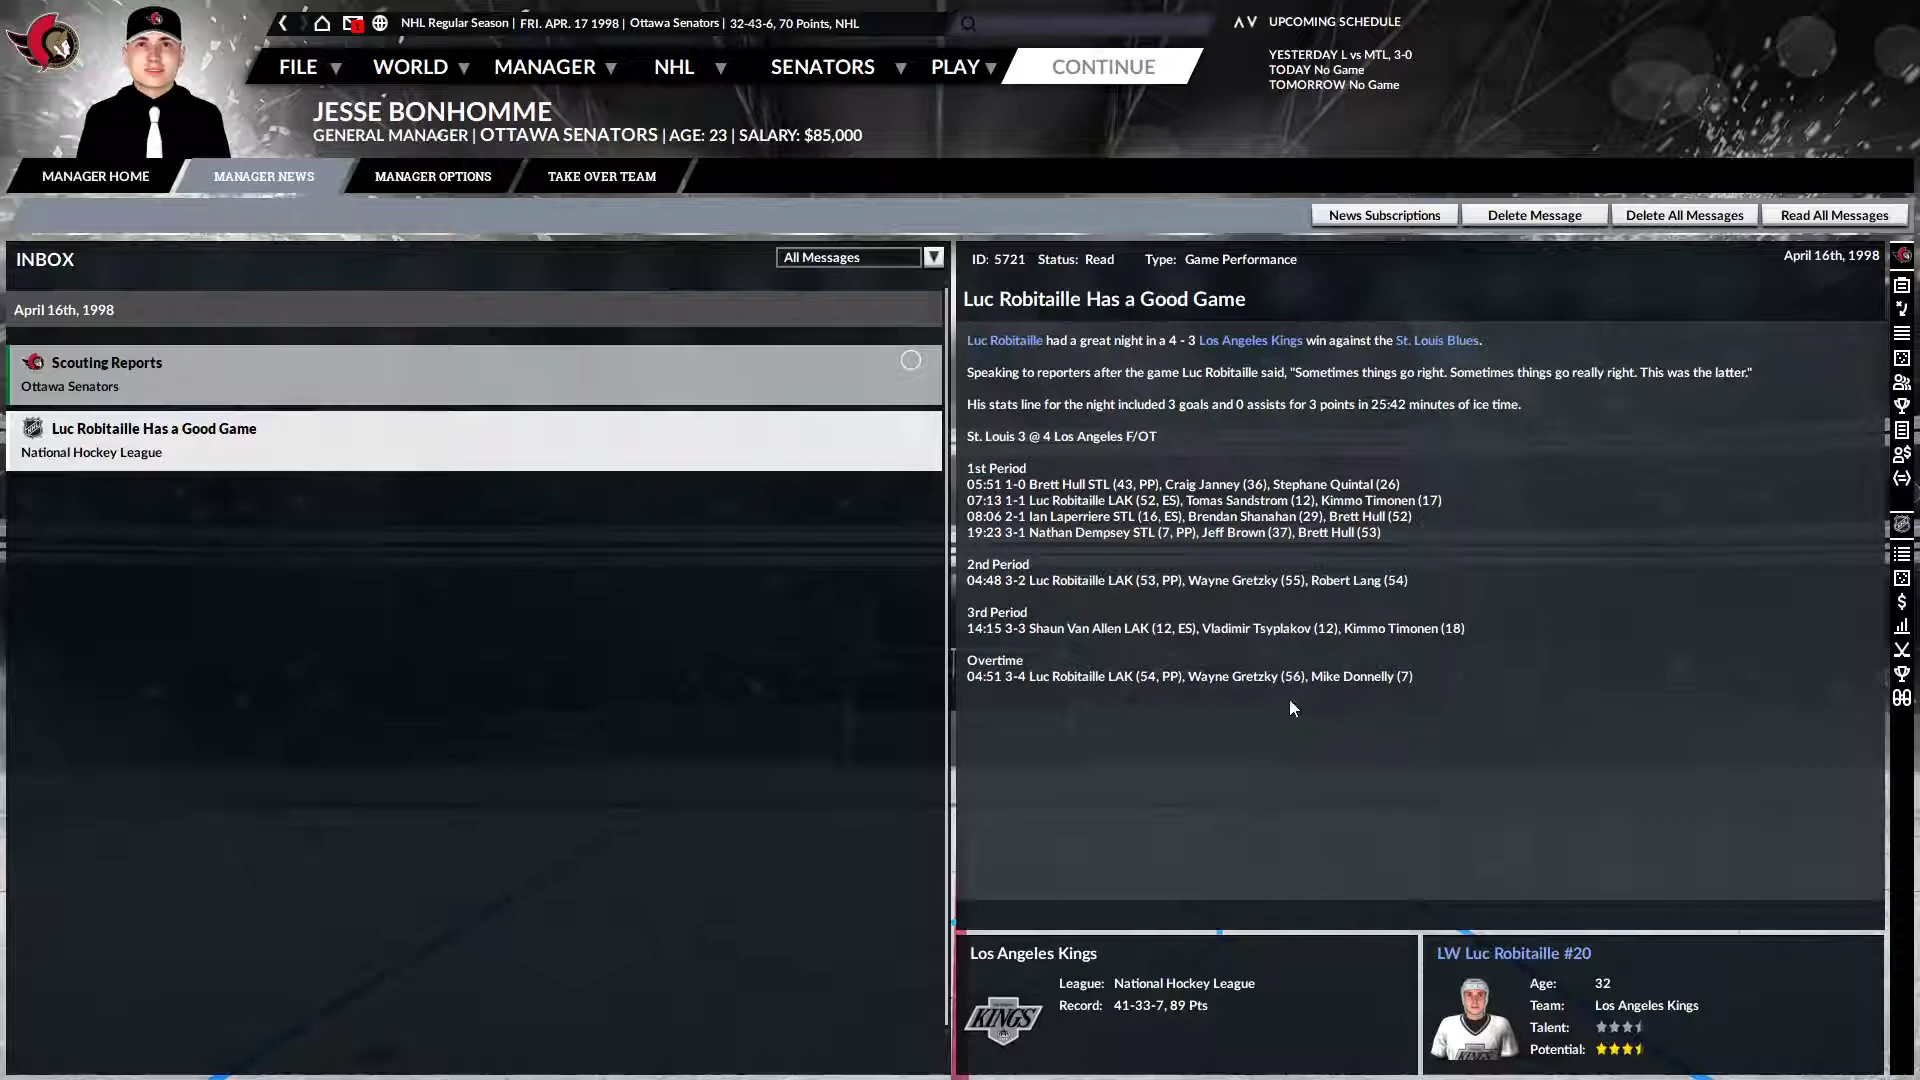 NHL Regular Season | FRI. APR. 17 1998 | Ottawa Senators | 32-43-6, 70 Points, NHL
UPCOMING SCHEDULE
YESTERDAY L vs MTL, 3-0
TODAY No Game
TOMORROW No Game
FILE WORLD MANAGER NHL SENATORS PLAY CONTINUE
JESSE BONHOMME
GENERAL MANAGER | OTTAWA SENATORS | AGE: 23 | SALARY: $85,000
MANAGER HOME MANAGER NEWS MANAGER OPTIONS TAKE OVER TEAM
News Subscriptions Delete Message Delete All Messages Read All Messages
INBOX All Messages
April 16th, 1998
Scouting Reports
Ottawa Senators
Luc Robitaille Has a Good Game
National Hockey League
ID: 5721 Status: Read Type: Game Performance April 16th, 1998
Luc Robitaille Has a Good Game
Luc Robitaille had a great night in a 4 - 3 Los Angeles Kings win against the St. Louis Blues.
Speaking to reporters after the game Luc Robitaille said, "Sometimes things go right. Sometimes things go really right. This was the latter."
His stats line for the night included 3 goals and 0 assists for 3 points in 25:42 minutes of ice time.
St. Louis 3 @ 4 Los Angeles F/OT
1st Period
05:51 1-0 Brett Hull STL (43, PP), Craig Janney (36), Stephane Quintal (26)
07:13 1-1 Luc Robitaille LAK (52, ES), Tomas Sandstrom (12), Kimmo Timonen (17)
08:06 2-1 Ian Laperriere STL (16, ES), Brendan Shanahan (29), Brett Hull (52)
19:23 3-1 Nathan Dempsey STL (7, PP), Jeff Brown (37), Brett Hull (53)
2nd Period
04:48 3-2 Luc Robitaille LAK (53, PP), Wayne Gretzky (55), Robert Lang (54)
3rd Period
14:15 3-3 Shaun Van Allen LAK (12, ES), Vladimir Tsyplakov (12), Kimmo Timonen (18)
Overtime
04:51 3-4 Luc Robitaille LAK (54, PP), Wayne Gretzky (56), Mike Donnelly (7)
Los Angeles Kings
League: National Hockey League
Record: 41-33-7, 89 Pts
KINGS
LW Luc Robitaille #20
Age: 32
Team: Los Angeles Kings
Talent:
Potential: